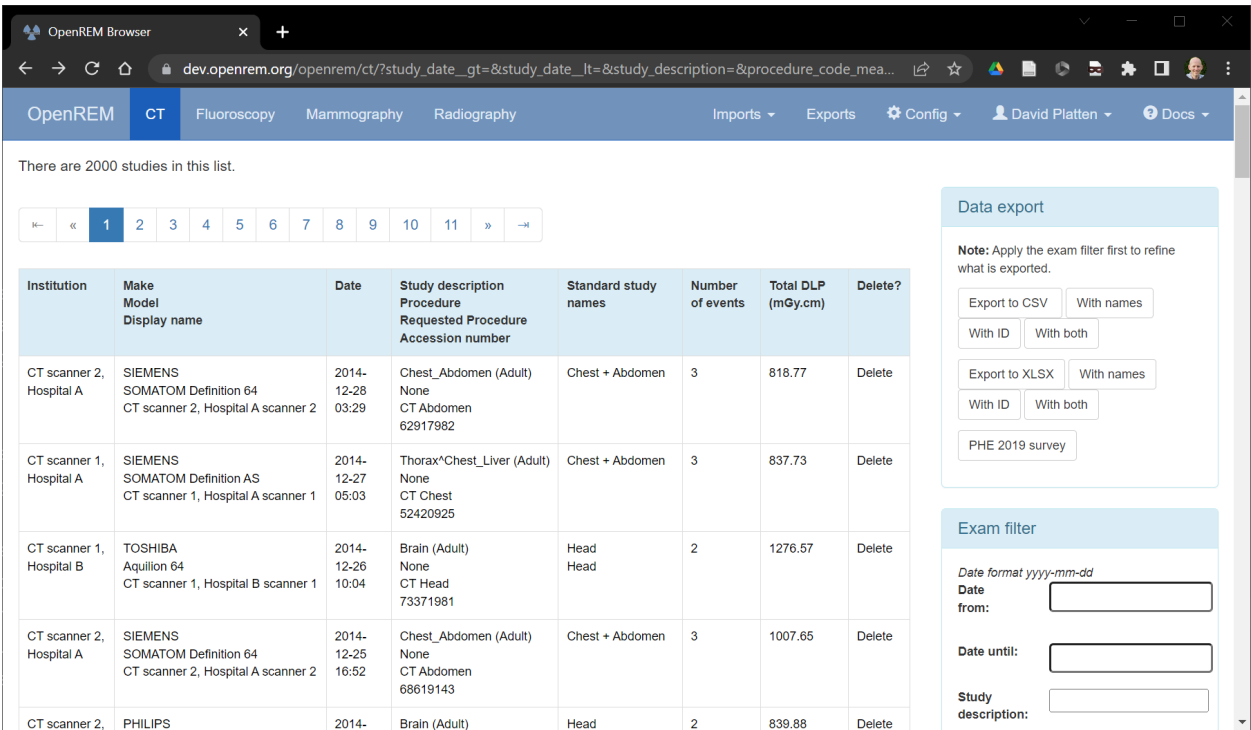 OpenREM Browser
dev.openrem.org/openrem/ct/?study_date__gt=&study_date__lt=&study_description=&procedure_code_mea...
OpenREM CT Fluoroscopy Mammography Radiography Imports Exports Config David Platten Docs
There are 2000 studies in this list.
« 1 2 3 4 5 6 7 8 9 10 11 »
Institution
Make
Model
Display name
Date
Study description
Procedure
Requested Procedure
Accession number
Standard study
names
Number
of events
Total DLP
(mGy.cm)
Delete?
CT scanner 2,
Hospital A
SIEMENS
SOMATOM Definition 64
CT scanner 2, Hospital A scanner 2
2014-
12-28
03:29
Chest_Abdomen (Adult)
None
CT Abdomen
62917982
Chest + Abdomen
3
818.77
Delete
CT scanner 1,
Hospital A
SIEMENS
SOMATOM Definition AS
CT scanner 1, Hospital A scanner 1
2014-
12-27
05:03
Thorax^Chest_Liver (Adult)
None
CT Chest
52420925
Chest + Abdomen
3
837.73
Delete
CT scanner 1,
Hospital B
TOSHIBA
Aquilion 64
CT scanner 1, Hospital B scanner 1
2014-
12-26
10:04
Brain (Adult)
None
CT Head
73371981
Head
Head
2
1276.57
Delete
CT scanner 2,
Hospital A
SIEMENS
SOMATOM Definition 64
CT scanner 2, Hospital A scanner 2
2014-
12-25
16:52
Chest_Abdomen (Adult)
None
CT Abdomen
68619143
Chest + Abdomen
3
1007.65
Delete
CT scanner 2,
PHILIPS
2014-
Brain (Adult)
Head
2
839.88
Delete
Data export
Note: Apply the exam filter first to refine
what is exported.
Export to CSV With names
With ID With both
Export to XLSX With names
With ID With both
PHE 2019 survey
Exam filter
Date format yyyy-mm-dd
Date
from:
Date until:
Study
description: